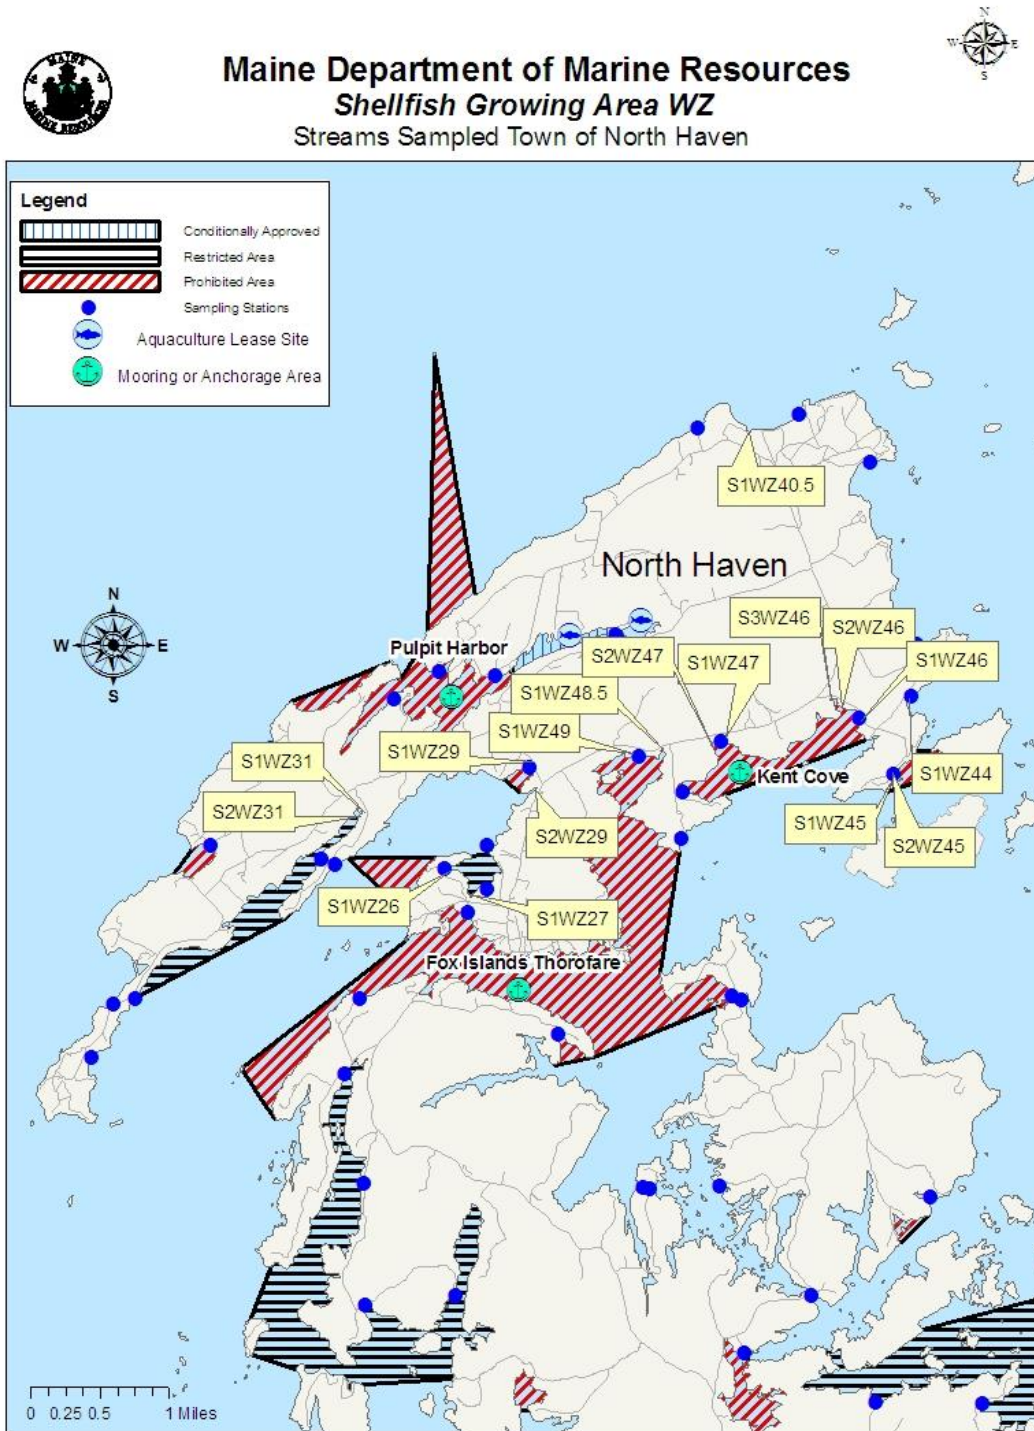 N
W E
S
MAINE
MARINE RESOURCES
Maine Department of Marine Resources
Shellfish Growing Area WZ
Streams Sampled Town of North Haven
Legend
Conditionally Approved
Restricted Area
Prohibited Area
Sampling Stations
Aquaculture Lease Site
Mooring or Anchorage Area
S1WZ40.5
North Haven
N
W E
S
S3WZ46
S2WZ46
Pulpit Harbor
S2WZ47
S1WZ47
S1WZ46
S1WZ48.5
S1WZ49
S1WZ29
S1WZ31
Kent Cove
S1WZ44
S2WZ31
S1WZ45
S2WZ29
S2WZ45
S1WZ26
S1WZ27
Fox Islands Thorofare
0 0.25 0.5 1 Miles